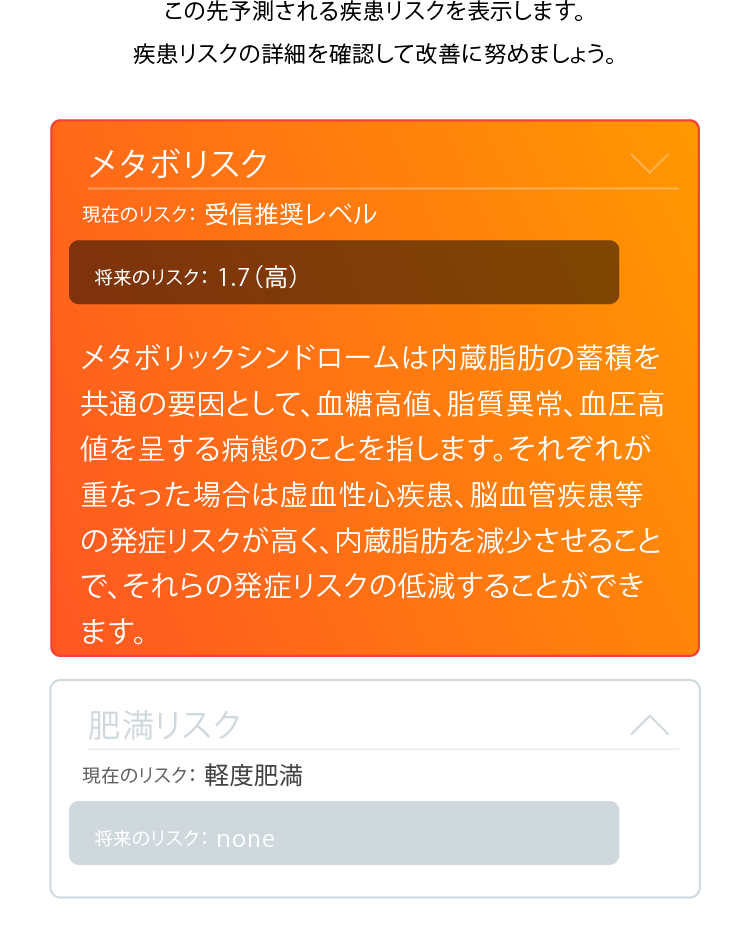 この先予測される疾患リスクを表示します。
疾患リスクの詳細を確認して改善に努めましょう。
メタボリスク
現在のリスク： 受信推奨レベル
将来のリスク： 1.7（高）
メタボリックシンドロームは内蔵脂肪の蓄積を
共通の要因として、血糖高値、脂質異常、血圧高
値を呈する病態のことを指します。それぞれが
重なった場合は虚血性心疾患、脳血管疾患等
の発症リスクが高く、内蔵脂肪を減少させること
で、それらの発症リスクの低減することができ
ます。
肥満リスク
現在のリスク： 軽度肥満
将来のリスク： none